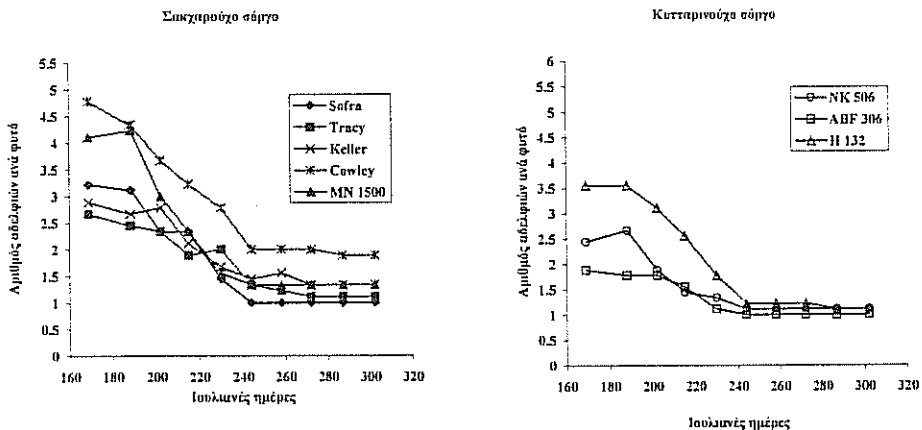 Σακχαρούχο σόργο
Αριθμός αδελφιών ανά φυτό
5.5
5
4.5
4
3.5
3
2.5
2
1.5
1
0.5
0
160 180 200 220 240 260 280 300 320
Ιουλιανές ημέρες
Sofra
Tracy
Keller
Cowley
MN 1500
Κυτταρινούχο σόργο
Αριθμός αδελφιών ανά φυτό
6
5.5
5
4.5
4
3.5
3
2.5
2
1.5
1
0.5
0
160 180 200 220 240 260 280 300 320
Ιουλιανές ημέρες
NK 506
ABF 306
H 132